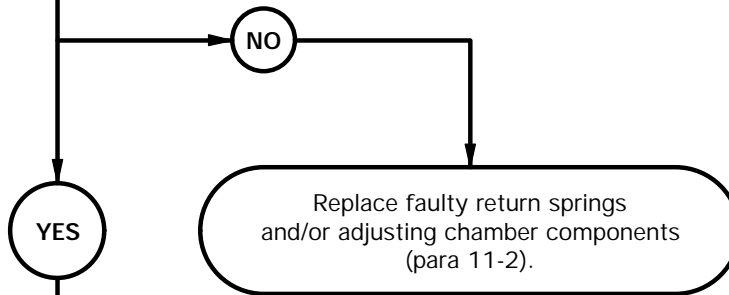 NO
YES
Replace faulty return springs
and/or adjusting chamber components
(para 11-2).